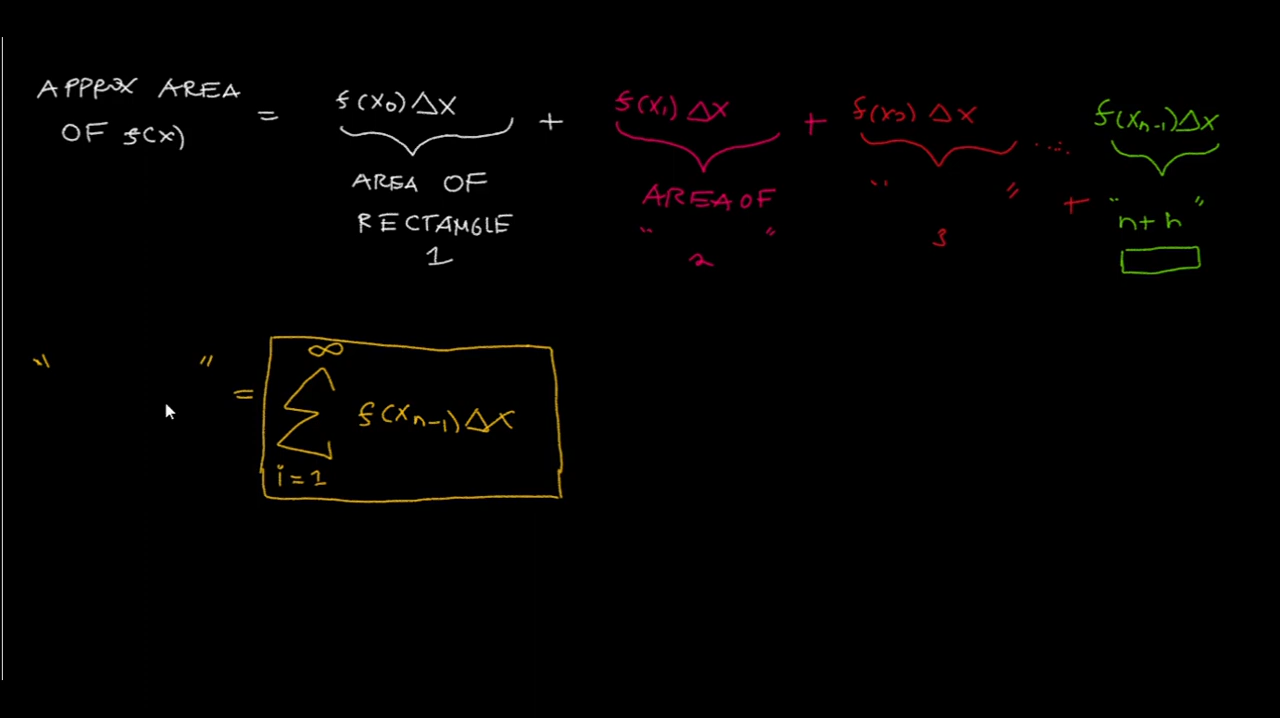 APPROX AREA
OF f(x)
= f(x₀)Δx + f(x₁)Δx + f(x₂)Δx ..... + f(xₙ₋₁)Δx
AREA OF
RECTANGLE
1
AREA OF
" "
2
" "
3
" "
nth
" " =
∞
Σ f(xₙ₋₁)Δx
i=1